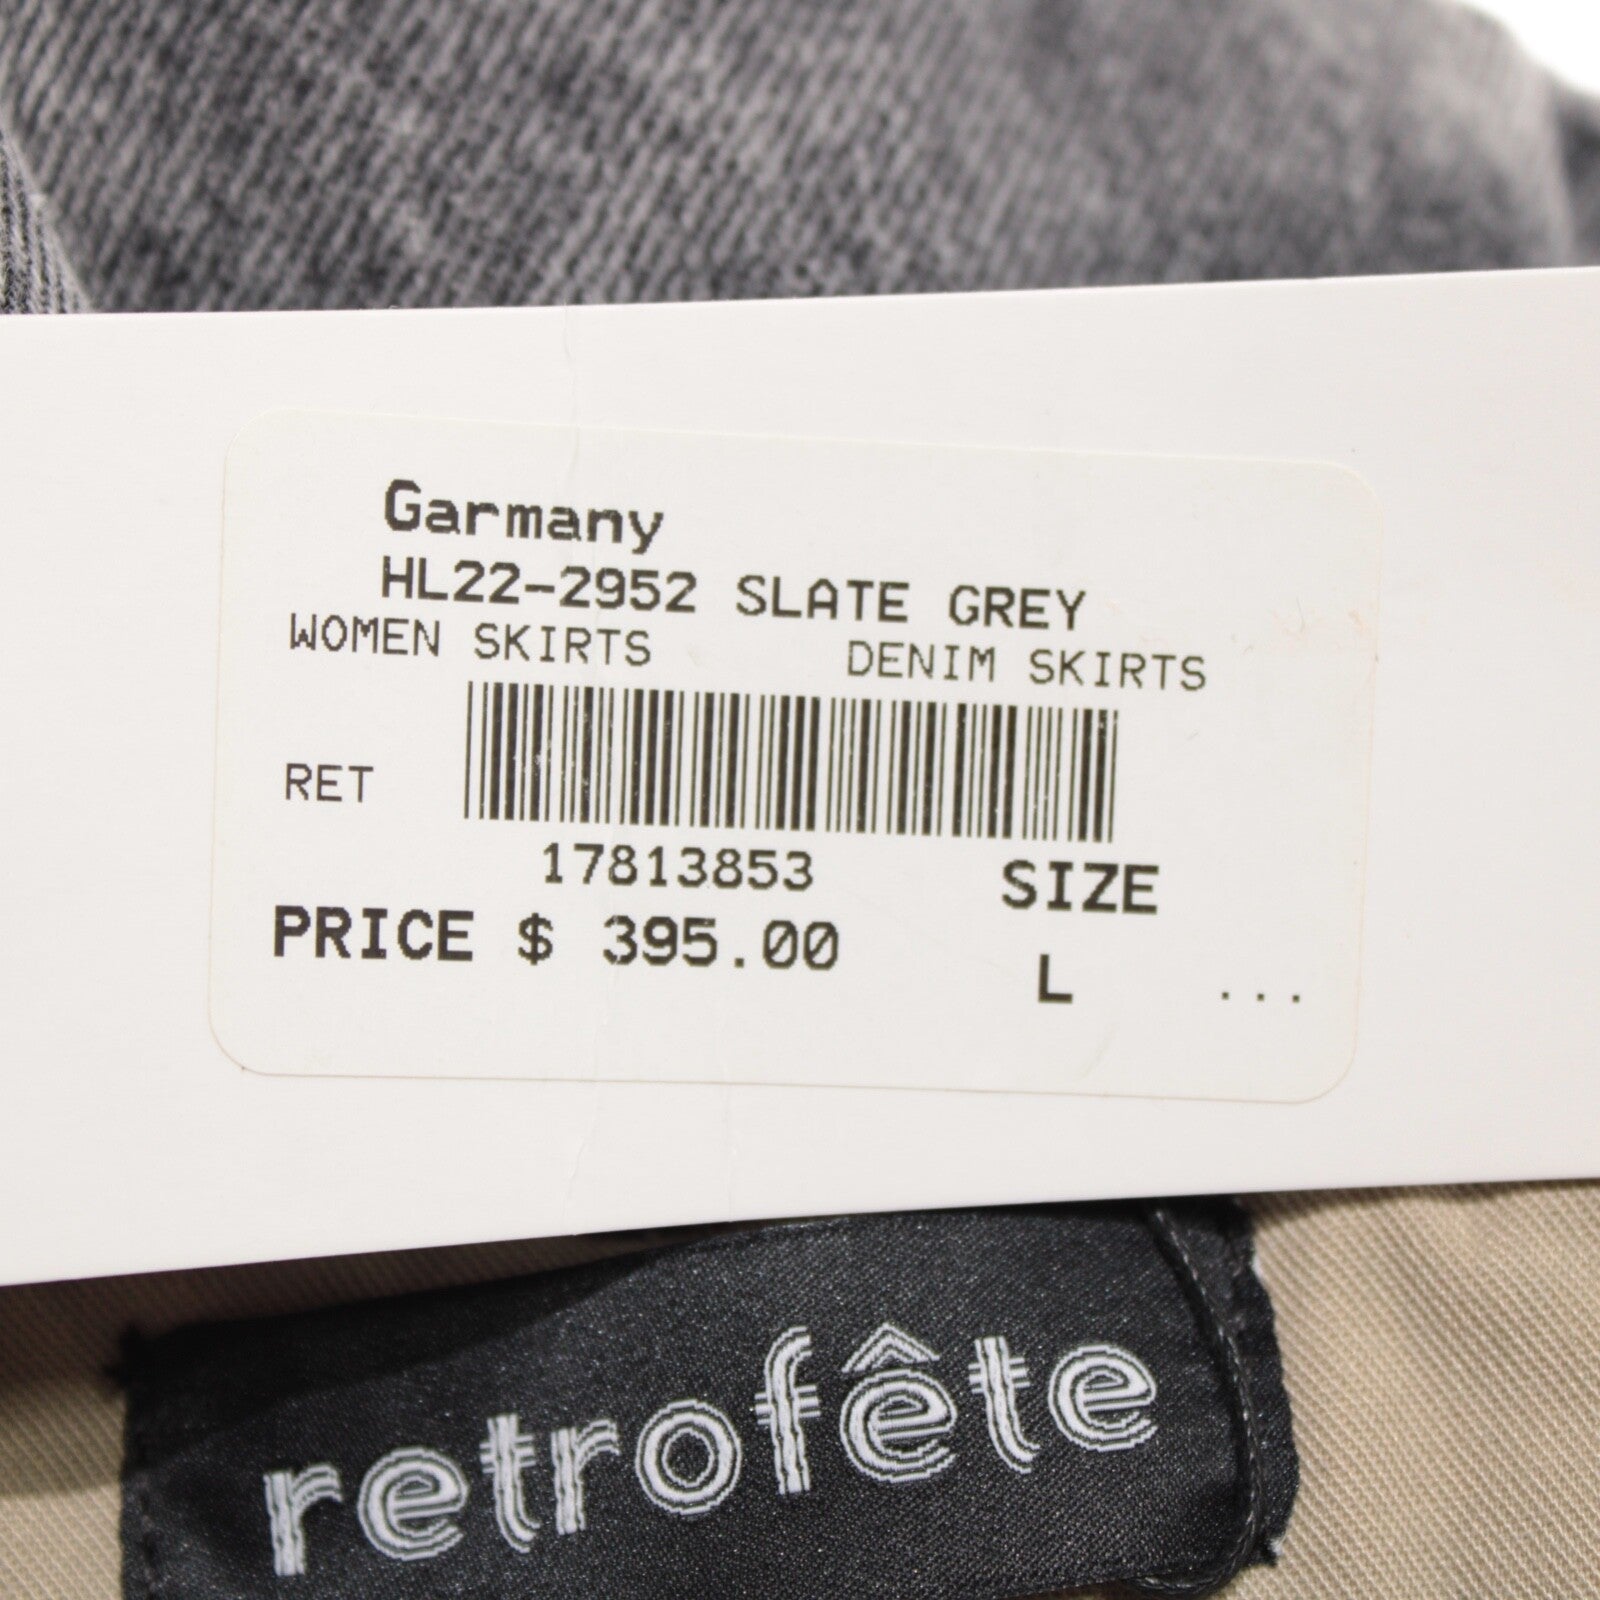 Garmany
HL22-2952 SLATE GREY
WOMEN SKIRTS DENIM SKIRTS
RET
17813853 SIZE
PRICE $ 395.00
L ...
retrofête